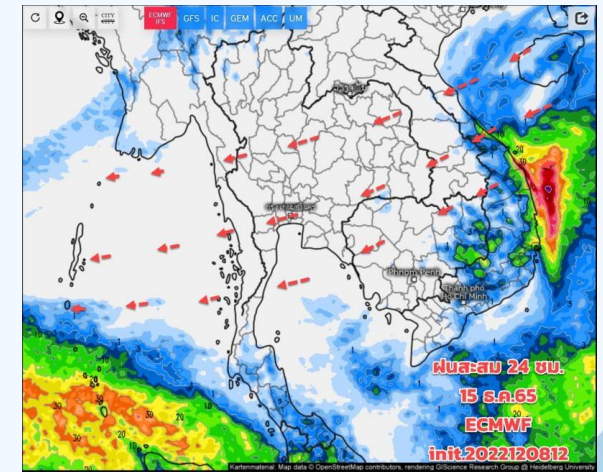 CITY
CITY
ECMWF
IFS
GFS
IC
GEM
ACC
UM
Phnom Penh
Thành phố
Hồ Chí Minh
ฝนสะสม 24 ชม.
15 ธ.ค.65
ECMWF
init.2022120812
Kartenmaterial: Map data © OpenStreetMap contributors, rendering GIScience Research Group @ Heidelberg University